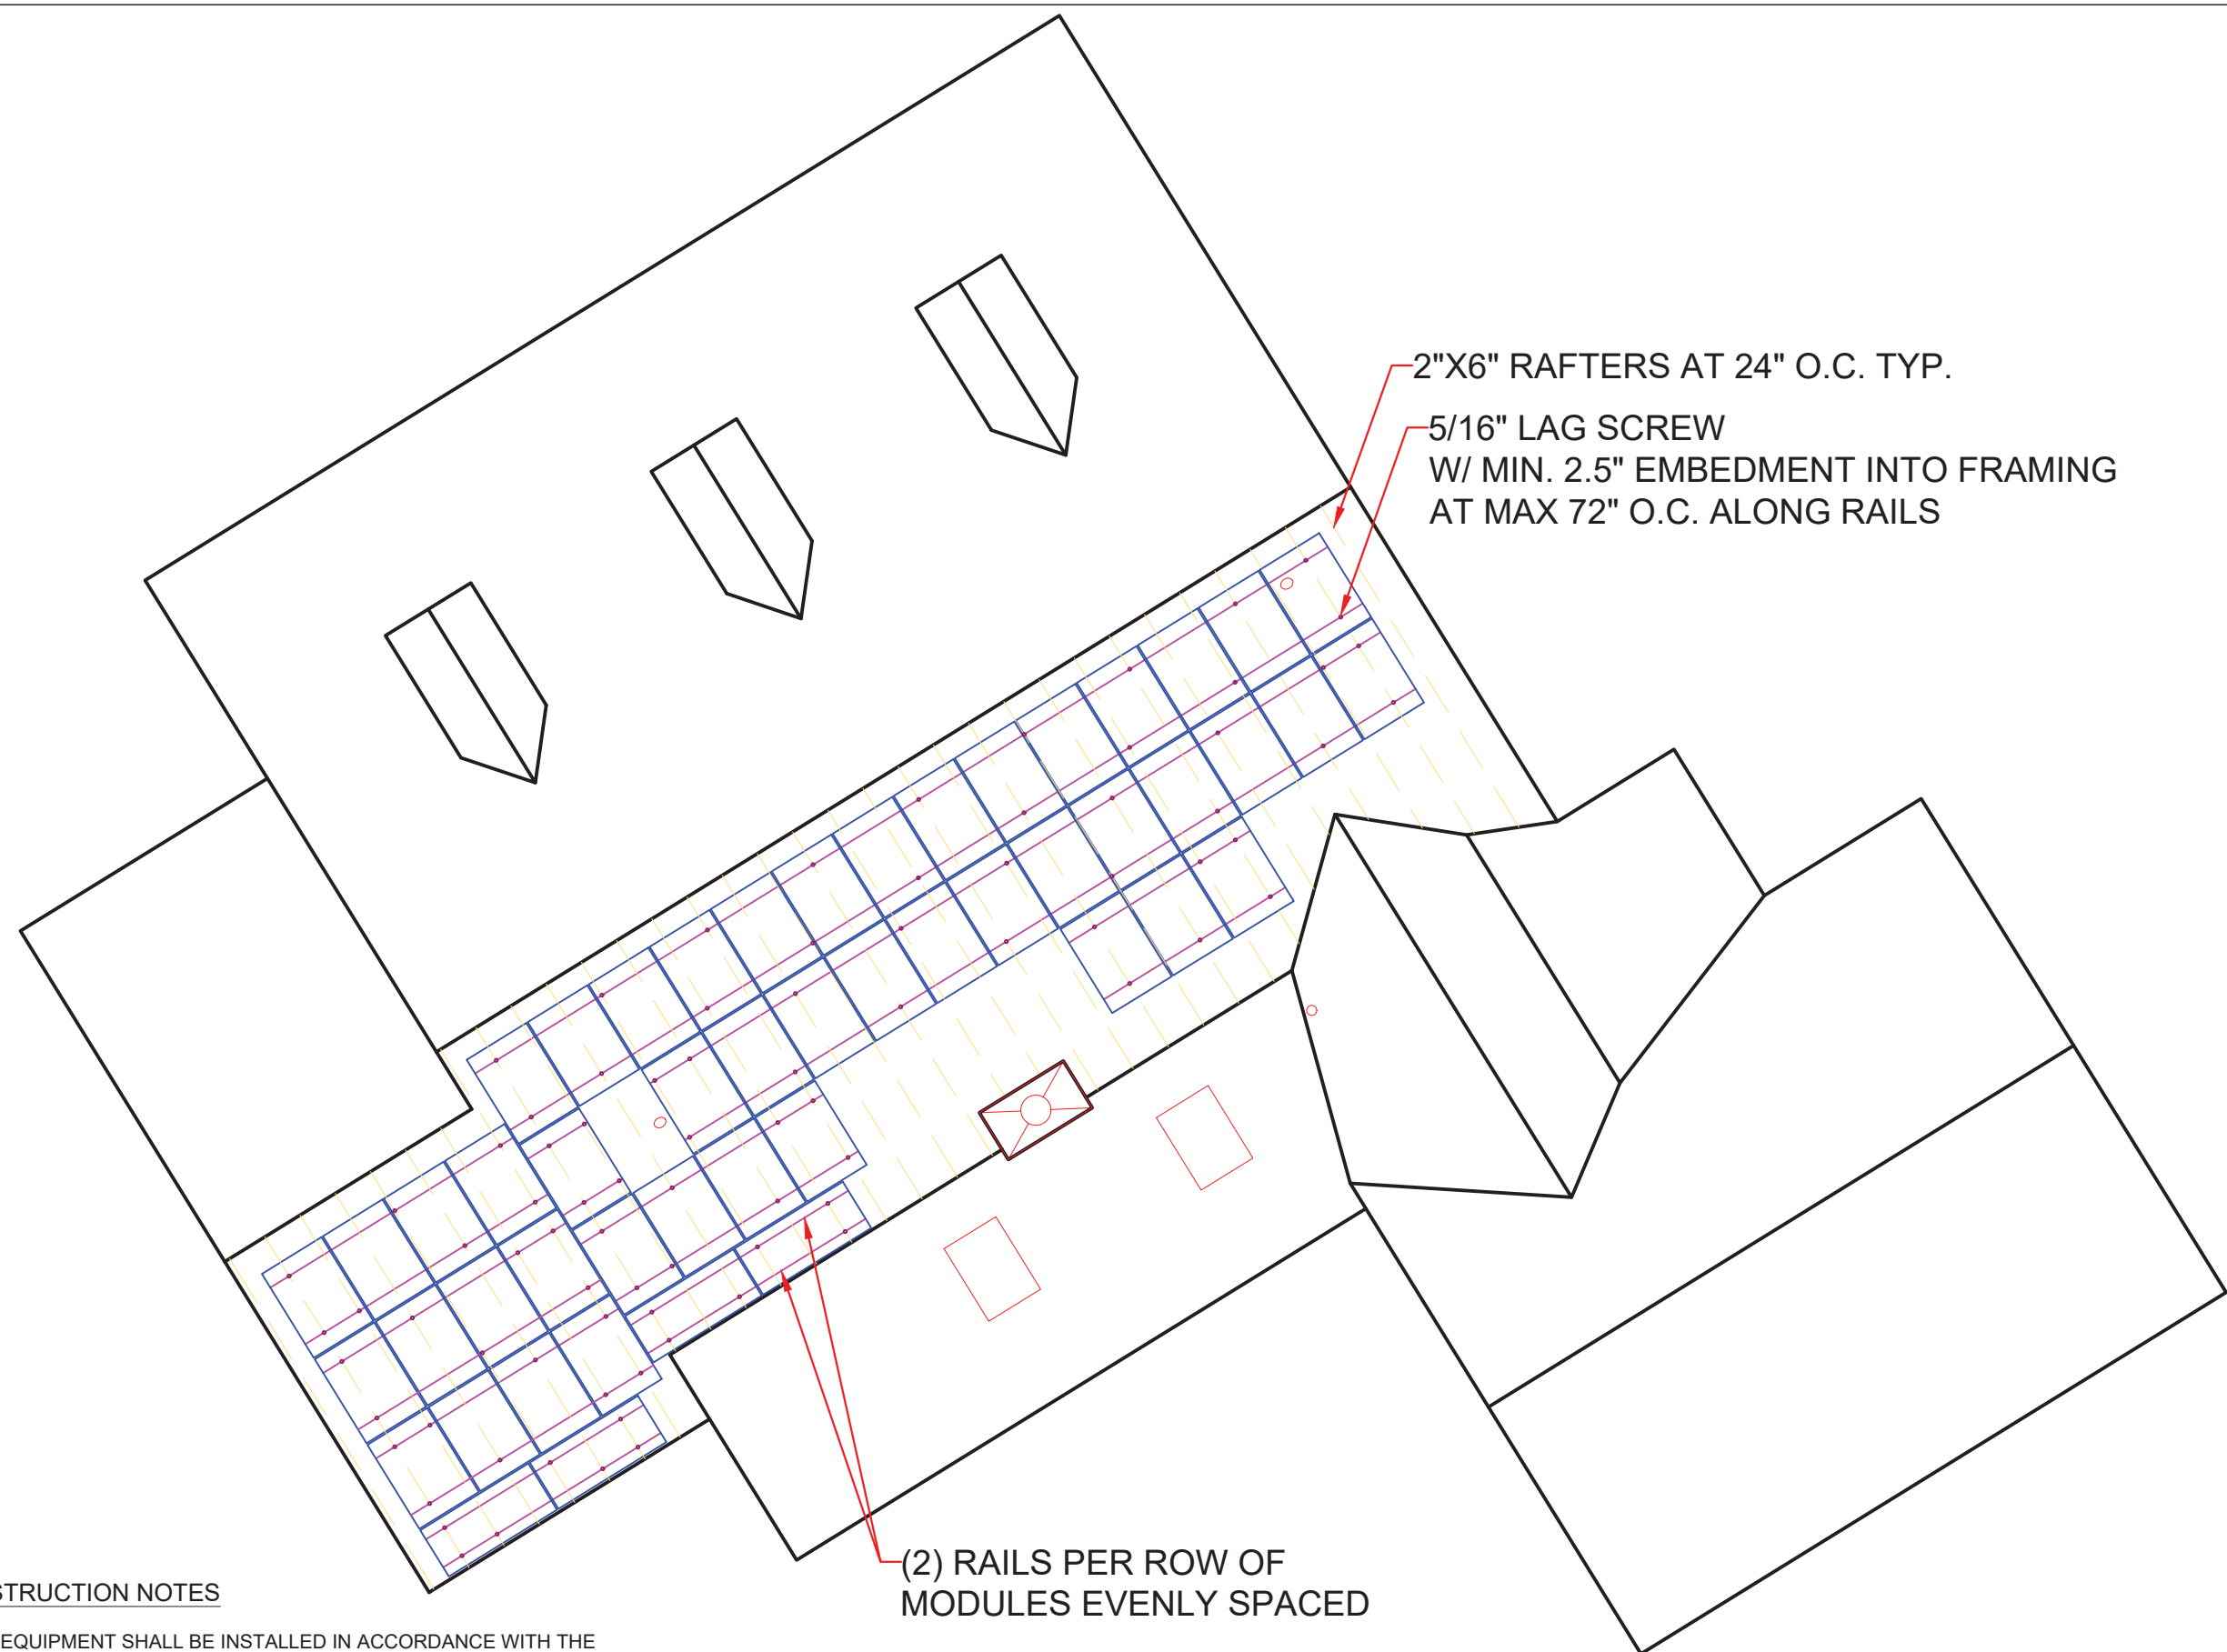 2"X6" RAFTERS AT 24" O.C. TYP.
5/16" LAG SCREW
W/ MIN. 2.5" EMBEDMENT INTO FRAMING
AT MAX 72" O.C. ALONG RAILS
(2) RAILS PER ROW OF
MODULES EVENLY SPACED
STRUCTION NOTES
EQUIPMENT SHALL BE INSTALLED IN ACCORDANCE WITH THE